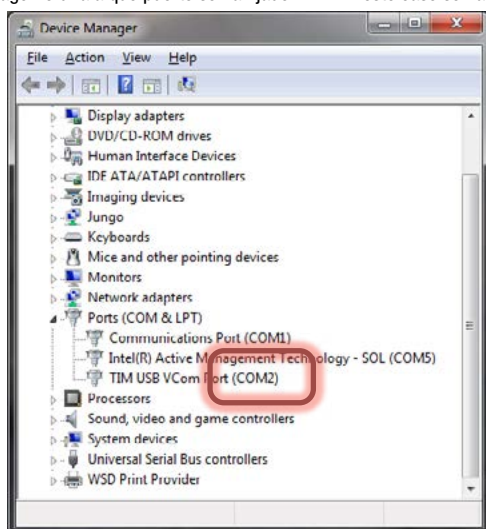 Device Manager
File Action View Help
Display adapters
DVD/CD-ROM drives
Human Interface Devices
IDE ATA/ATAPI controllers
Imaging devices
Jungo
Keyboards
Mice and other pointing devices
Monitors
Network adapters
Ports (COM & LPT)
Communications Port (COM1)
Intel(R) Active Management Technology - SOL (COM5)
TIM USB VCom Port (COM2)
Processors
Sound, video and game controllers
System devices
Universal Serial Bus controllers
WSD Print Provider